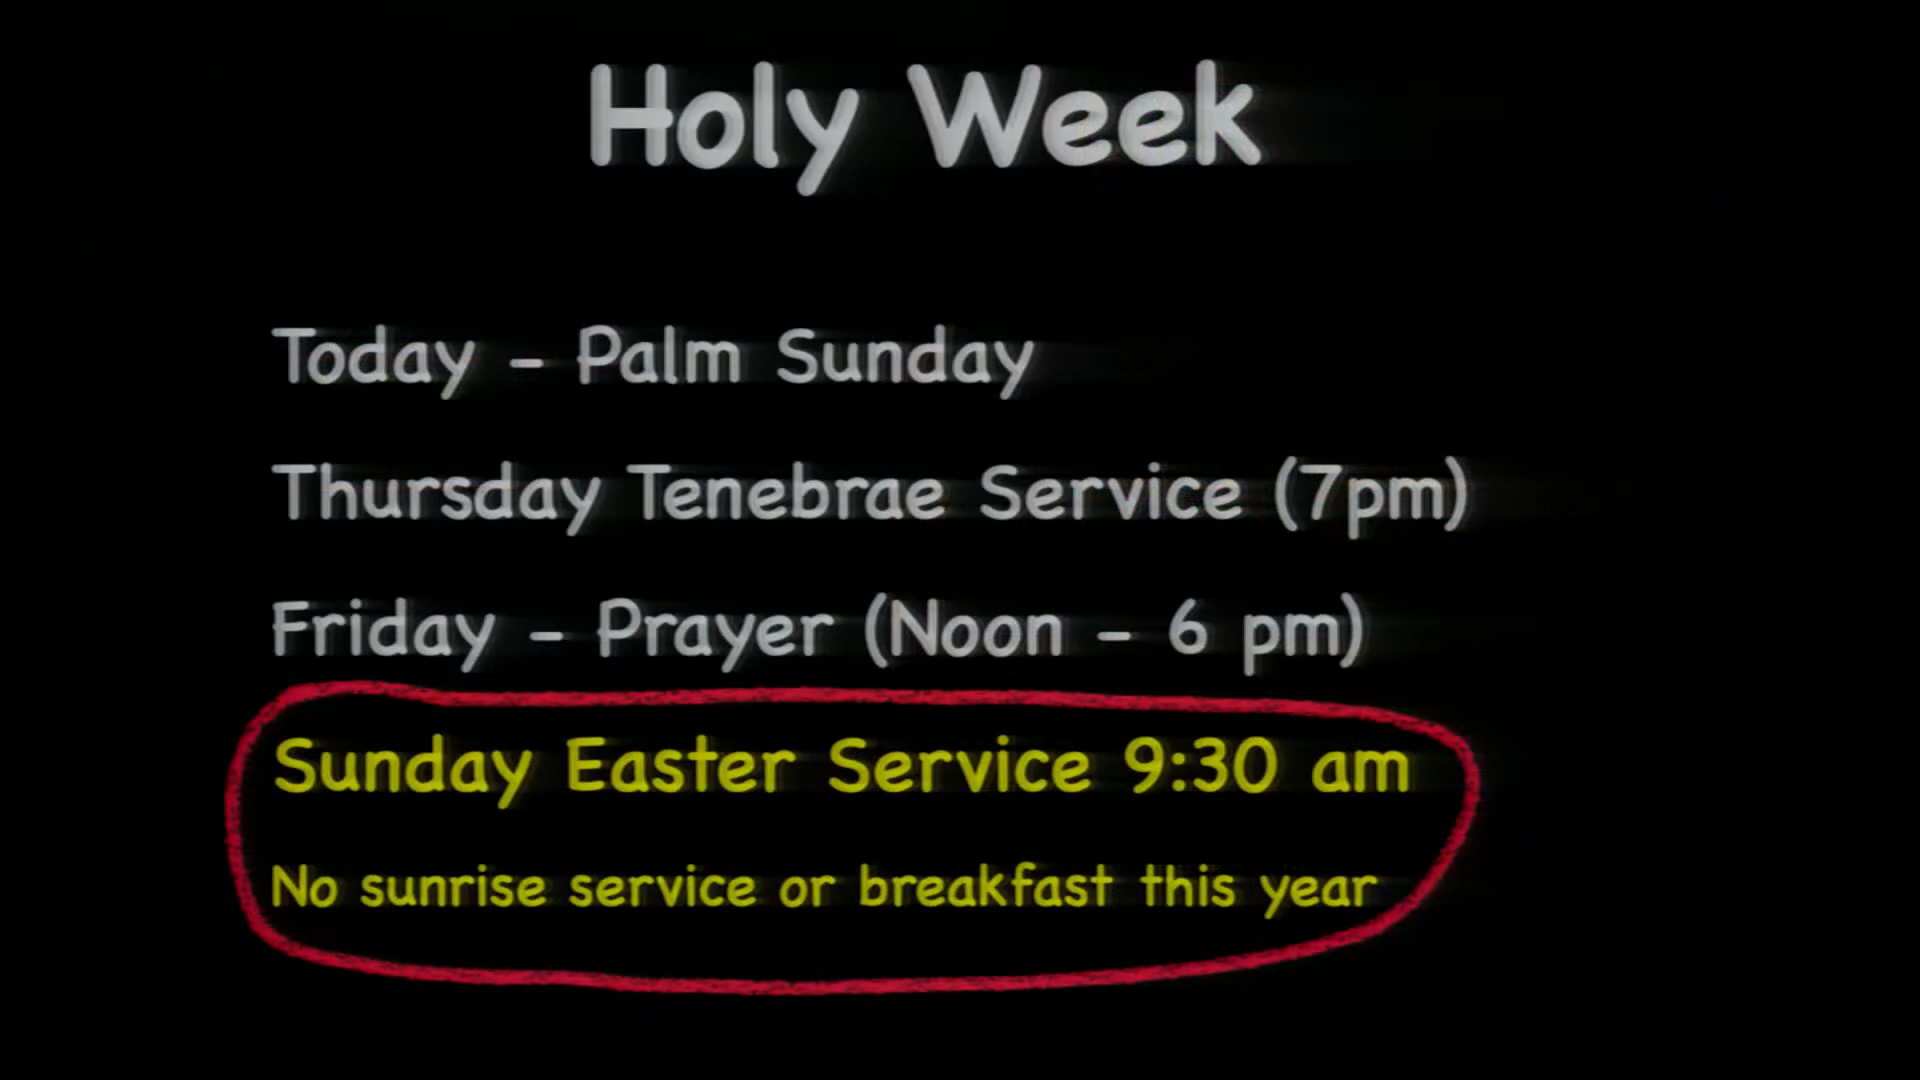 Holy Week
Today - Palm Sunday
Thursday Tenebrae Service (7pm)
Friday - Prayer (Noon - 6 pm)
Sunday Easter Service 9:30 am
No sunrise service or breakfast this year